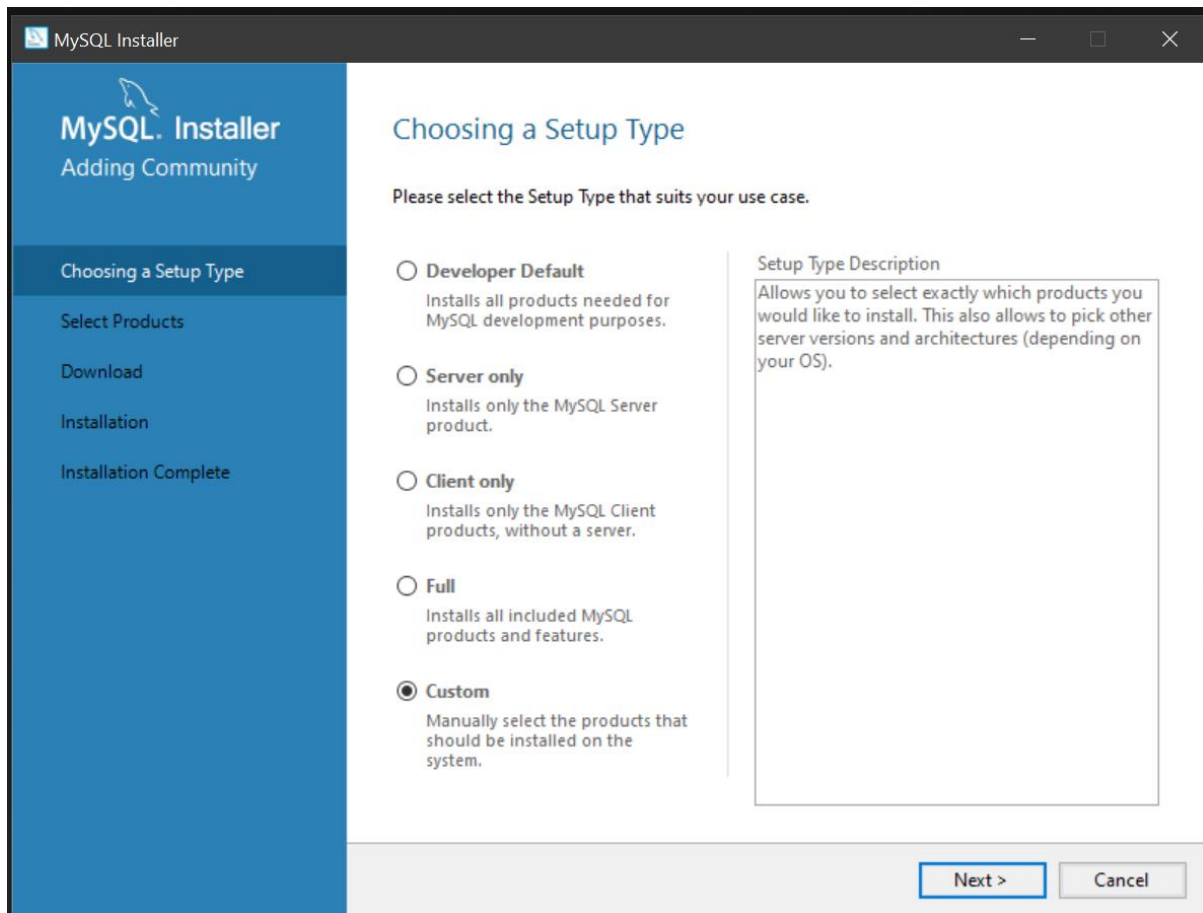 MySQL Installer
MySQL. Installer
Adding Community
Choosing a Setup Type
Select Products
Download
Installation
Installation Complete
Choosing a Setup Type
Please select the Setup Type that suits your use case.
Developer Default
Installs all products needed for
MySQL development purposes.
Server only
Installs only the MySQL Server
product.
Client only
Installs only the MySQL Client
products, without a server.
Full
Installs all included MySQL
products and features.
Custom
Manually select the products that
should be installed on the
system.
Setup Type Description
Allows you to select exactly which products you
would like to install. This also allows to pick other
server versions and architectures (depending on
your OS).
Next >
Cancel